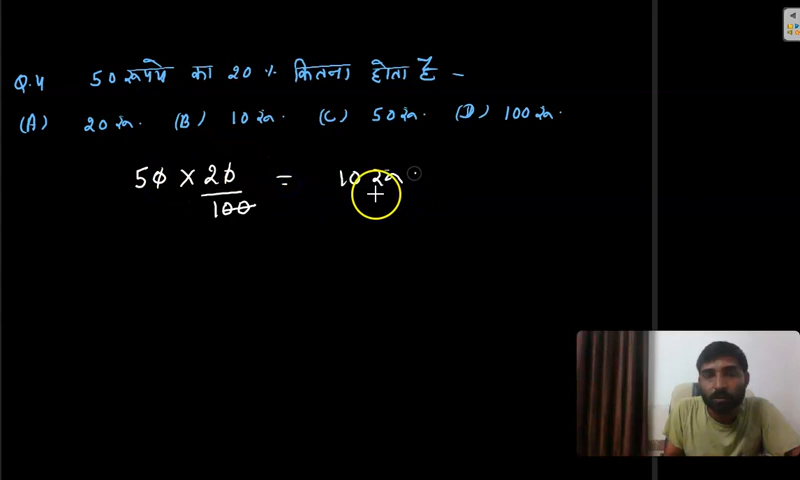 Q.4 50 रूपये का 20 % कितना होता है -
(A) 20 रू. (B) 10 रू. (C) 50 रू. (D) 100 रू.
50 × 20/100 = 10 रू.